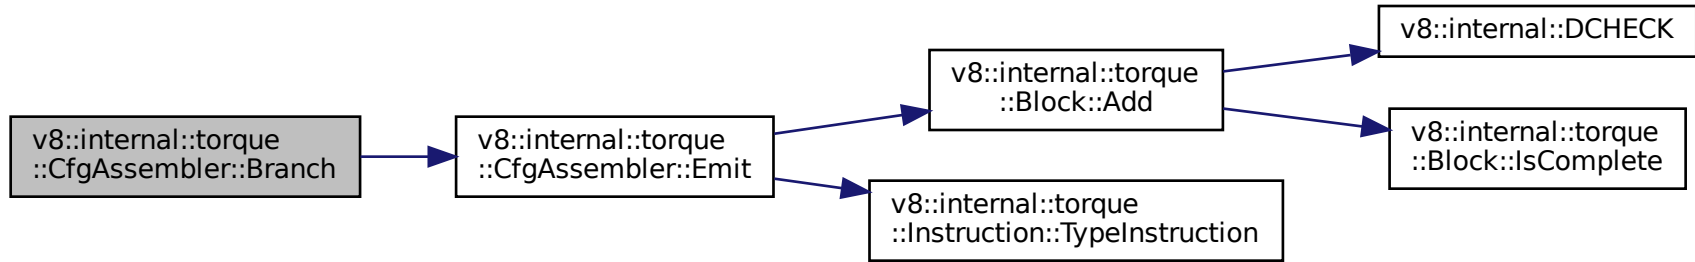 v8::internal::torque
::CfgAssembler::Branch
v8::internal::torque
::CfgAssembler::Emit
v8::internal::torque
::Block::Add
v8::internal::DCHECK
v8::internal::torque
::Block::IsComplete
v8::internal::torque
::Instruction::TypeInstruction